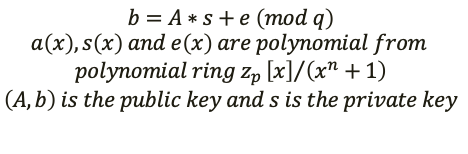 b = A * s + e (mod q)
a(x), s(x) and e(x) are polynomial from
polynomial ring z_p [x]/(x^n + 1)
(A, b) is the public key and s is the private key